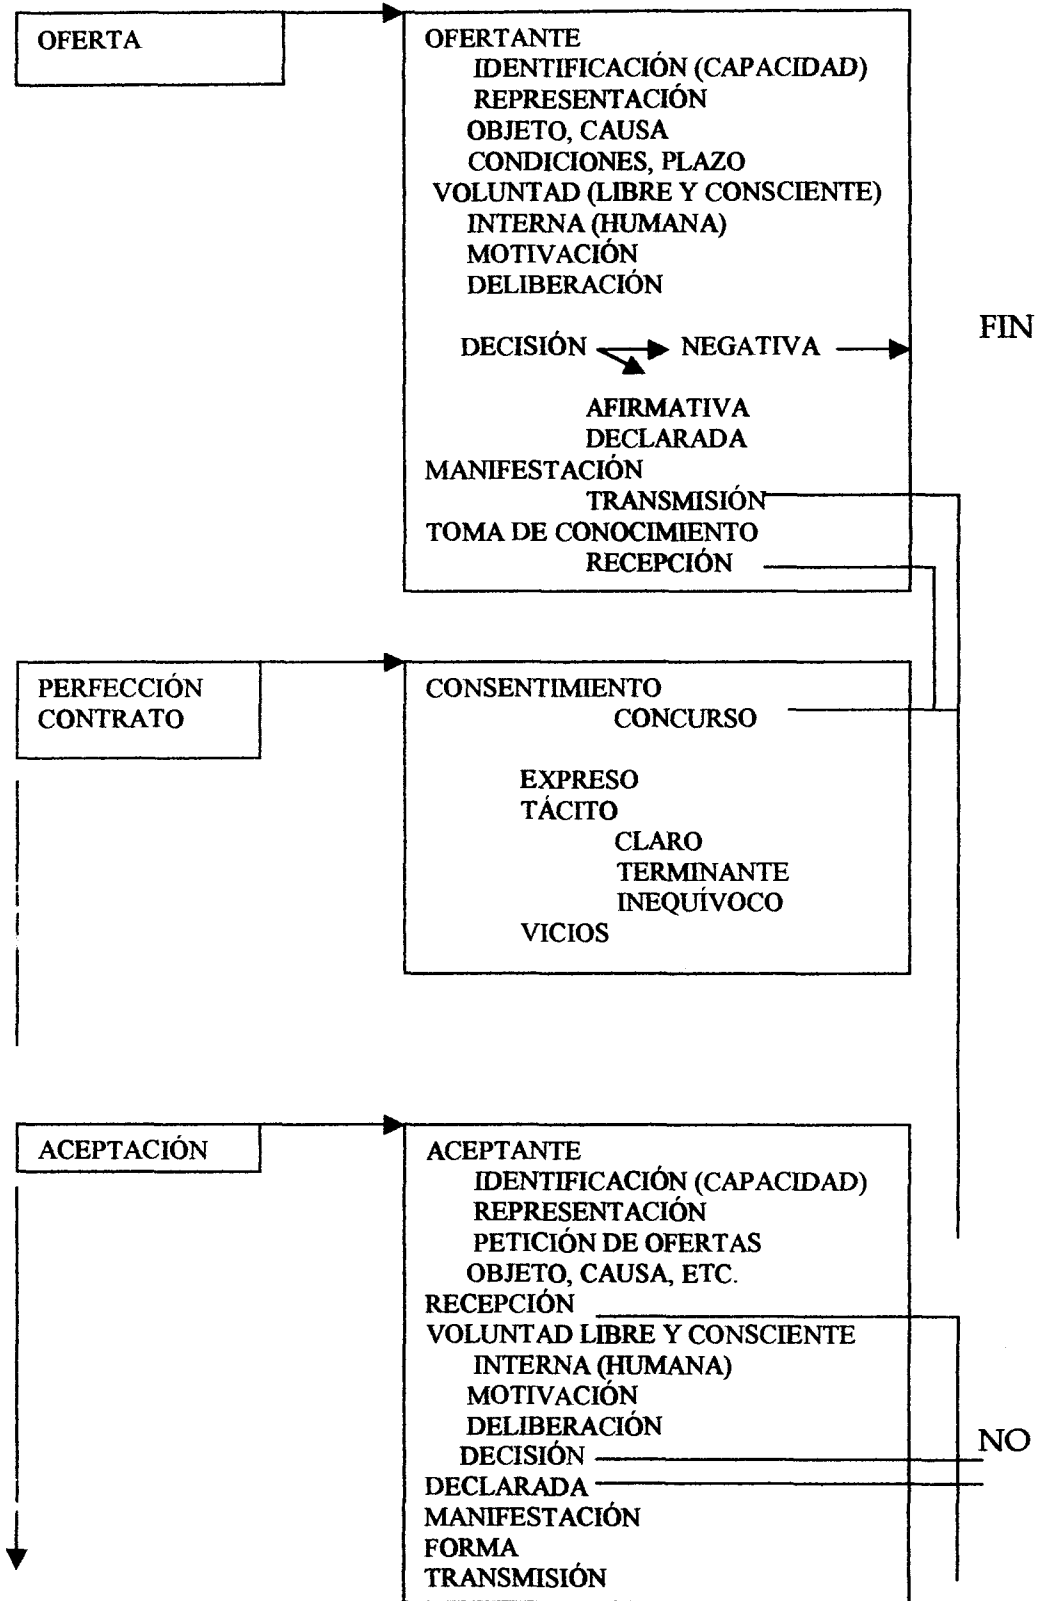 OFERTA
OFERTANTE
IDENTIFICACIÓN (CAPACIDAD)
REPRESENTACIÓN
OBJETO, CAUSA
CONDICIONES, PLAZO
VOLUNTAD (LIBRE Y CONSCIENTE)
INTERNA (HUMANA)
MOTIVACIÓN
DELIBERACIÓN
FIN
DECISIÓN NEGATIVA
AFIRMATIVA
DECLARADA
MANIFESTACIÓN
TRANSMISIÓN
TOMA DE CONOCIMIENTO
RECEPCIÓN
PERFECCIÓN
CONTRATO
CONSENTIMIENTO
CONCURSO
EXPRESO
TÁCITO
CLARO
TERMINANTE
INEQUÍVOCO
VICIOS
ACEPTACIÓN
ACEPTANTE
IDENTIFICACIÓN (CAPACIDAD)
REPRESENTACIÓN
PETICIÓN DE OFERTAS
OBJETO, CAUSA, ETC.
RECEPCIÓN
VOLUNTAD LIBRE Y CONSCIENTE
INTERNA (HUMANA)
MOTIVACIÓN
DELIBERACIÓN
DECISIÓN
NO
DECLARADA
MANIFESTACIÓN
FORMA
TRANSMISIÓN